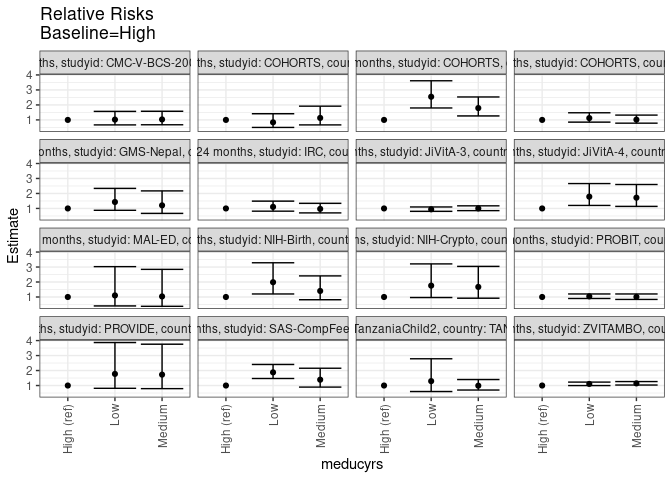 Relative Risks
Baseline=High
ths, studyid: CMC-V-BCS-200
ths, studyid: COHORTS, coun
months, studyid: COHORTS,
ths, studyid: COHORTS, count
4
3
2
1
onths, studyid: GMS-Nepal, c
24 months, studyid: IRC, cou
ths, studyid: JiVitA-3, countr
ths, studyid: JiVitA-4, countr
4
3
2
1
months, studyid: MAL-ED, co
ths, studyid: NIH-Birth, count
hs, studyid: NIH-Crypto, coun
months, studyid: PROBIT, cou
4
3
2
1
ths, studyid: PROVIDE, count
nths, studyid: SAS-CompFee
TanzaniaChild2, country: TAN
ths, studyid: ZVITAMBO, cou
4
3
2
1
Estimate
High (ref)
Low
Medium
High (ref)
Low
Medium
High (ref)
Low
Medium
High (ref)
Low
Medium
meducyrs